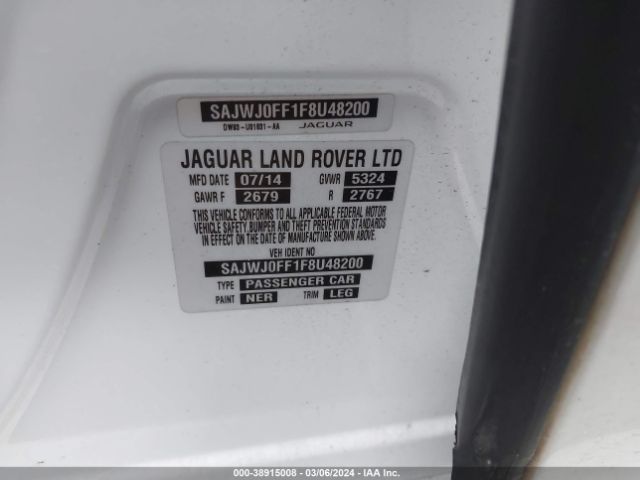 SAJWJ0FF1F8U48200
DW93-U01031-AA JAGUAR
JAGUAR LAND ROVER LTD
MFD DATE 07/14 GVWR 5324
GAWR F 2679 R 2767
THIS VEHICLE CONFORMS TO ALL APPLICABLE FEDERAL MOTOR
VEHICLE SAFETY,BUMPER AND THEFT PREVENTION STANDARDS
IN EFFECT ON THE DATE OF MANUFACTURE SHOWN ABOVE.
VEH IDENT NO
SAJWJ0FF1F8U48200
TYPE PASSENGER CAR
PAINT NER TRIM LEG
000-38915008 - 03/06/2024 - IAA Inc.